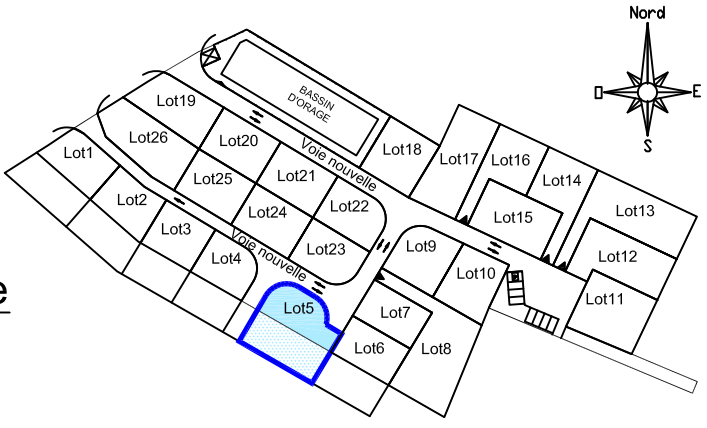 Nord
O
E
S
BASSIN
D'ORAGE
Voie nouvelle
Lot19
Lot20
Lot18
Lot17
Lot16
Lot14
Lot13
Lot26
Lot21
Lot15
Lot1
Lot25
Lot22
Lot12
Lot2
Lot24
Lot9
Lot3
Lot23
Lot10
Lot4
Voie nouvelle
Lot11
Lot5
Lot7
Lot6
Lot8
e